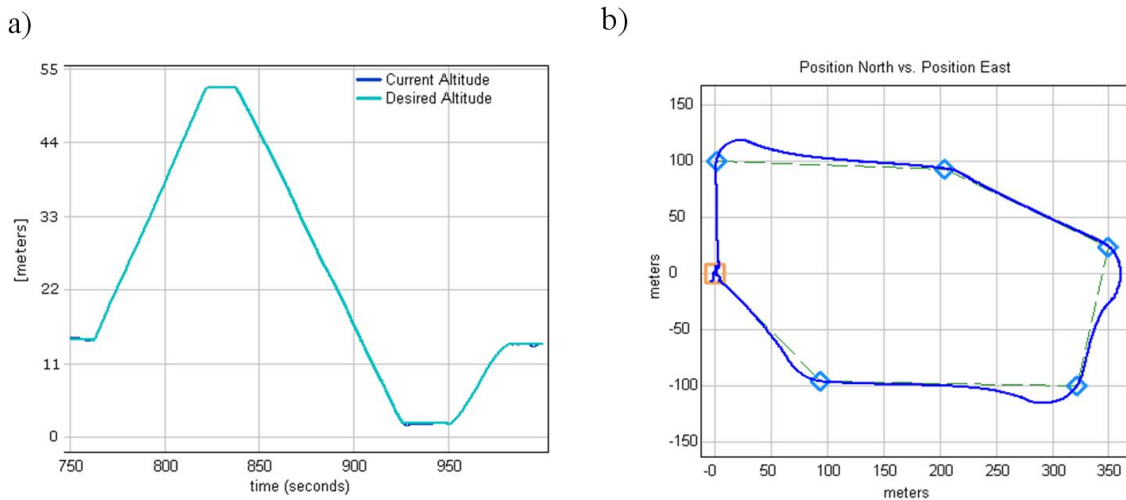 a)
55
44
33
22
11
0
[meters]
Current Altitude
Desired Altitude
750
800
850
900
950
time (seconds)
b)
Position North vs. Position East
150
100
50
0
-50
-100
-150
meters
-0
50
100
150
200
250
300
350
meters